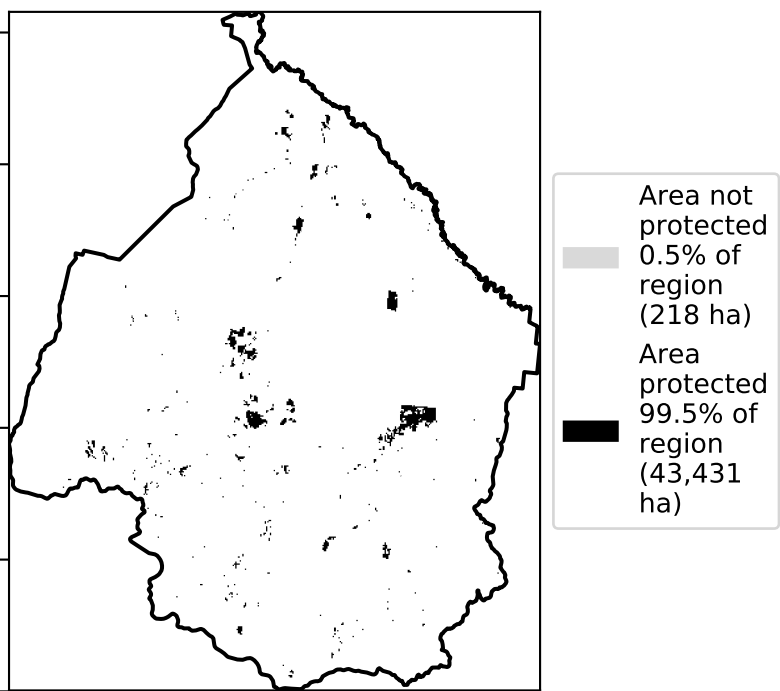 Area not
protected
0.5% of
region
(218 ha)
Area
protected
99.5% of
region
(43,431
ha)